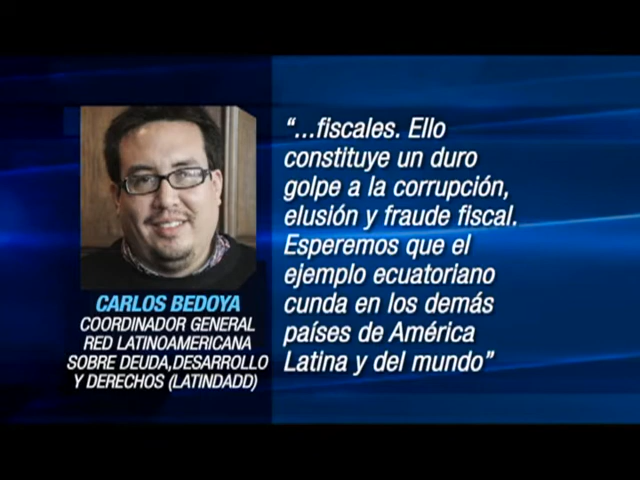 CARLOS BEDOYA
COORDINADOR GENERAL
RED LATINOAMERICANA
SOBRE DEUDA,DESARROLLO
Y DERECHOS (LATINDADD)
“...fiscales. Ello
constituye un duro
golpe a la corrupción,
elusión y fraude fiscal.
Esperemos que el
ejemplo ecuatoriano
cunda en los demás
países de América
Latina y del mundo”